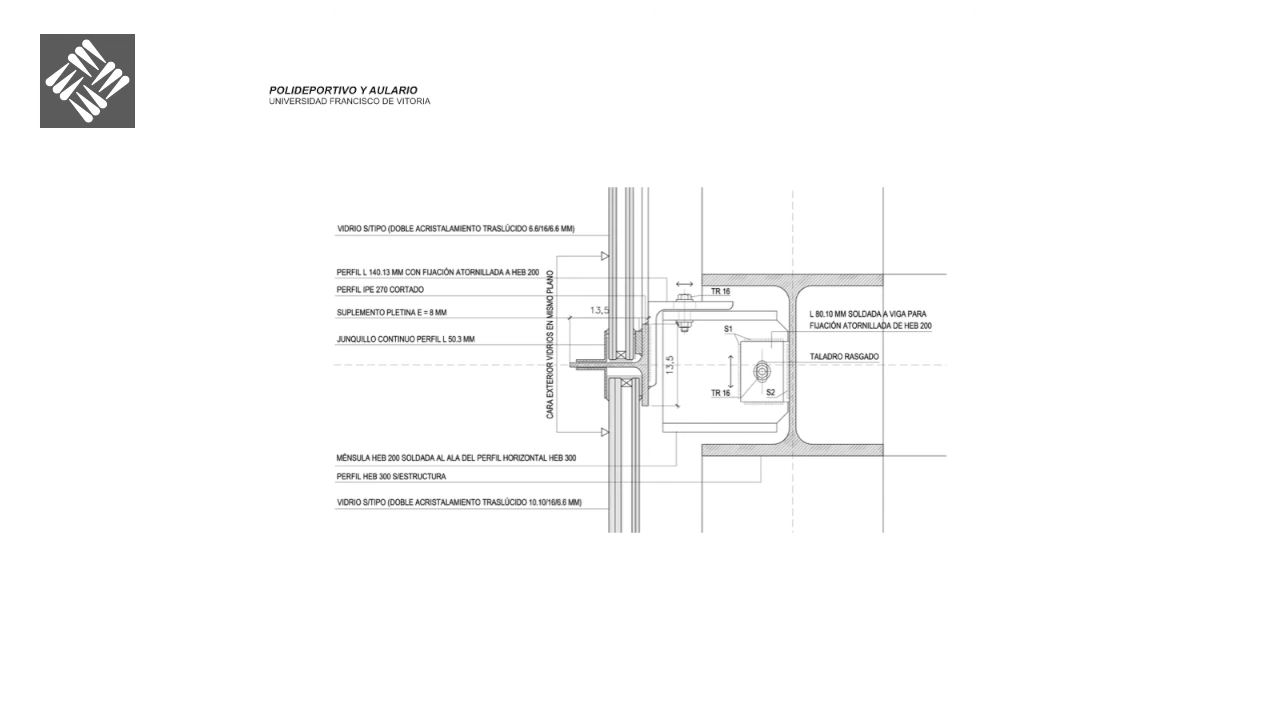 POLIDEPORTIVO Y AULARIO
UNIVERSIDAD FRANCISCO DE VITORIA
VIDRIO S/TIPO (DOBLE ACRISTALAMIENTO TRASLÚCIDO 6.6/16/6.6 MM)
PERFIL L 140.13 MM CON FIJACIÓN ATORNILLADA A HEB 200
PERFIL IPE 270 CORTADO
SUPLEMENTO PLETINA E = 8 MM
JUNQUILLO CONTINUO PERFIL L 50.3 MM
CARA EXTERIOR VIDRIOS EN MISMO PLANO
13,5
TR 16
S1
13,5
TR 16
S2
L 80.10 MM SOLDADA A VIGA PARA
FIJACIÓN ATORNILLADA DE HEB 200
TALADRO RASGADO
MÉNSULA HEB 200 SOLDADA AL ALA DEL PERFIL HORIZONTAL HEB 300
PERFIL HEB 300 S/ESTRUCTURA
VIDRIO S/TIPO (DOBLE ACRISTALAMIENTO TRASLÚCIDO 10.10/16/6.6 MM)